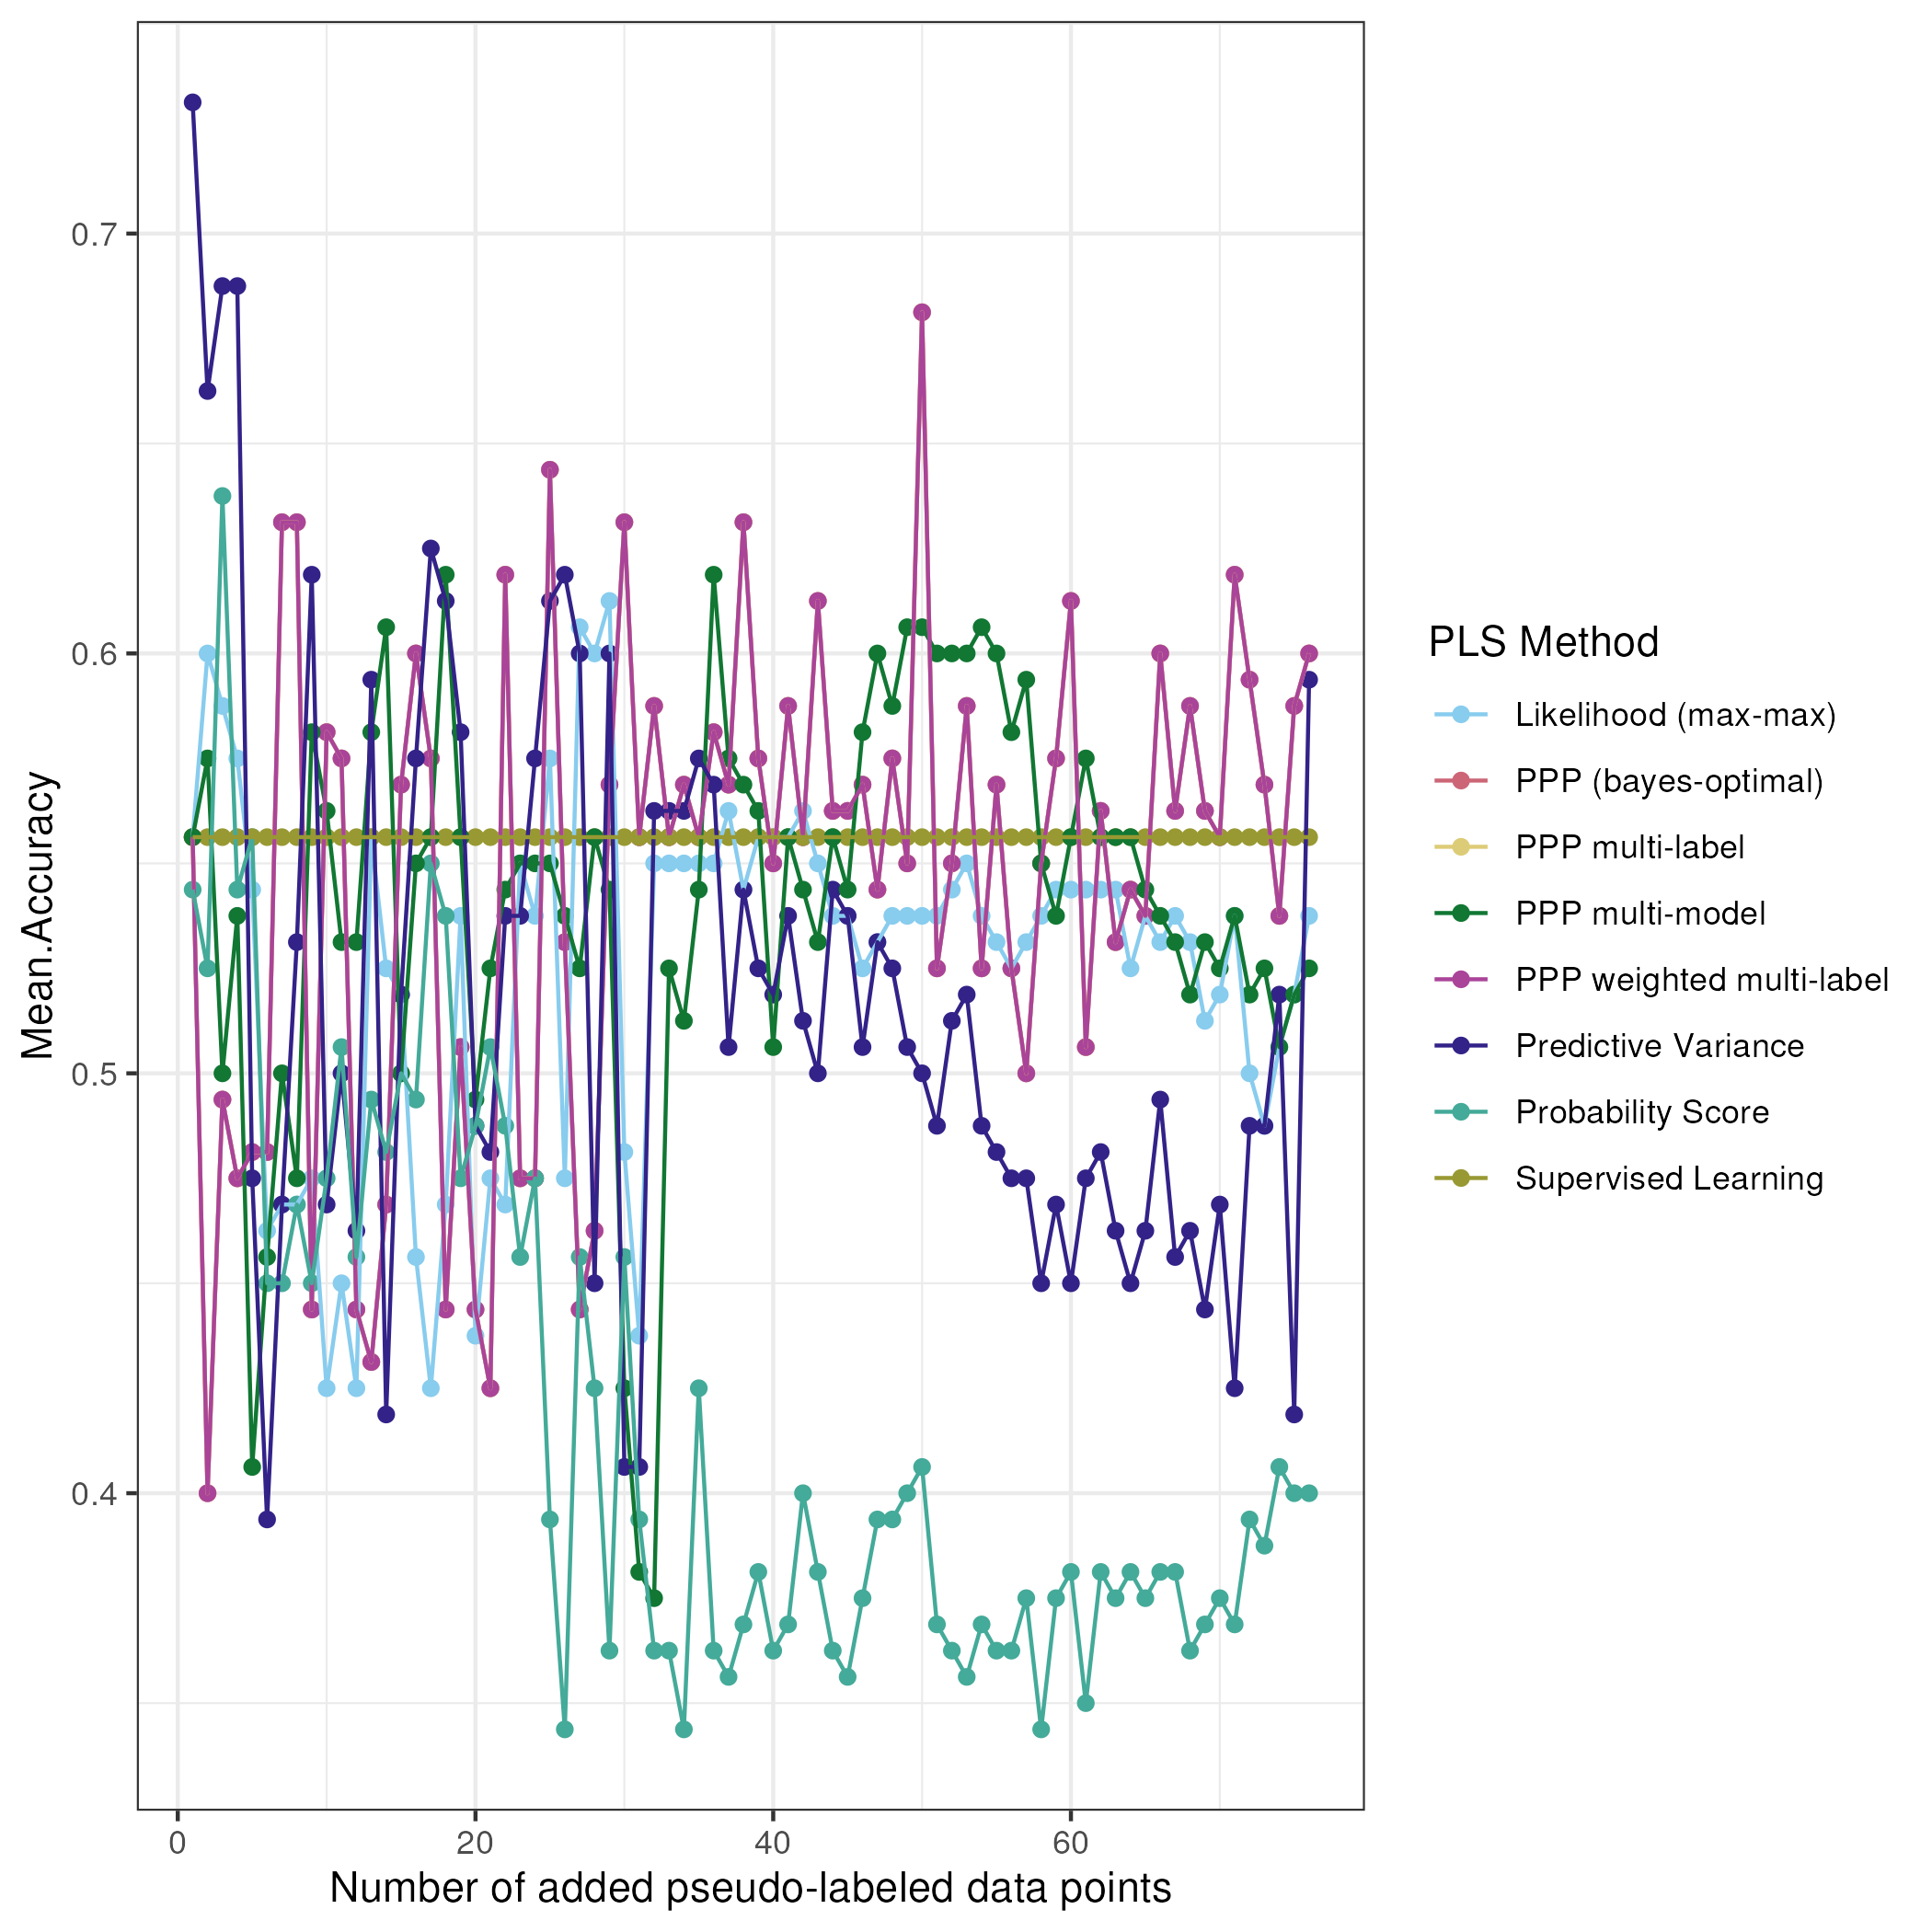 0.7
0.6
0.5
0.4
Mean.Accuracy
0 20 40 60
Number of added pseudo-labeled data points
PLS Method
Likelihood (max-max)
PPP (bayes-optimal)
PPP multi-label
PPP multi-model
PPP weighted multi-label
Predictive Variance
Probability Score
Supervised Learning